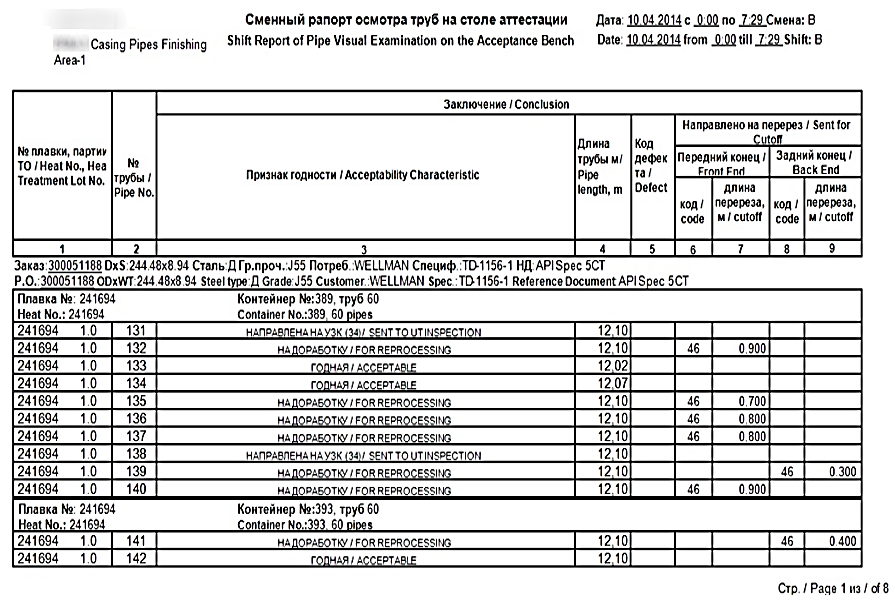 Сменный рапорт осмотра труб на столе аттестации
Дата: 10.04.2014 с 0:00 по 7:29 Смена: В
Casing Pipes Finishing
Area-1
Shift Report of Pipe Visual Examination on the Acceptance Bench
Date: 10.04.2014 from 0:00 till 7:29 Shift: B
Заключение / Conclusion
№ плавки, партии
ТО / Heat No., Hea
Treatment Lot No.
№
трубы /
Pipe No.
Признак годности / Acceptability Characteristic
Длина
трубы м/
Pipe
length, m
Код
дефек
та /
Defect
Направлено на перерез / Sent for
Cutoff
Передний конец /
Front End
Задний конец /
Back End
код /
code
длина
перереза,
м / cutoff
код /
code
длина
перереза,
м / cutoff
1 2 3 4 5 6 7 8 9
Заказ:300051188 DxS:244.48x8.94 Сталь:Д Гр.проч.:J55 Потреб.:WELLMAN Специф.:TD-1156-1 НД:API Spec 5CT
P.O.:300051188 ODxWT:244.48x8.94 Steel type:Д Grade:J55 Customer.:WELLMAN Spec.:TD-1156-1 Reference Document API Spec 5CT
Плавка №: 241694 Контейнер №:389, труб 60
Heat No.: 241694 Container No.:389, 60 pipes
241694 1.0 131 НАПРАВЛЕНА НА УЗК (34)/ SENT TO UT INSPECTION 12,10
241694 1.0 132 НА ДОРАБОТКУ / FOR REPROCESSING 12,10 46 0.900
241694 1.0 133 ГОДНАЯ / ACCEPTABLE 12,02
241694 1.0 134 ГОДНАЯ / ACCEPTABLE 12,07
241694 1.0 135 НА ДОРАБОТКУ / FOR REPROCESSING 12,10 46 0.700
241694 1.0 136 НА ДОРАБОТКУ / FOR REPROCESSING 12,10 46 0.800
241694 1.0 137 НА ДОРАБОТКУ / FOR REPROCESSING 12,10 46 0.800
241694 1.0 138 НАПРАВЛЕНА НА УЗК (34)/ SENT TO UT INSPECTION 12,10
241694 1.0 139 НА ДОРАБОТКУ / FOR REPROCESSING 12,10 46 0.300
241694 1.0 140 НА ДОРАБОТКУ / FOR REPROCESSING 12,10 46 0.900
Плавка №: 241694 Контейнер №:393, труб 60
Heat No.: 241694 Container No.:393, 60 pipes
241694 1.0 141 НА ДОРАБОТКУ / FOR REPROCESSING 12,10 46 0.400
241694 1.0 142 ГОДНАЯ / ACCEPTABLE 12,10
Стр. / Page 1 из / of 8